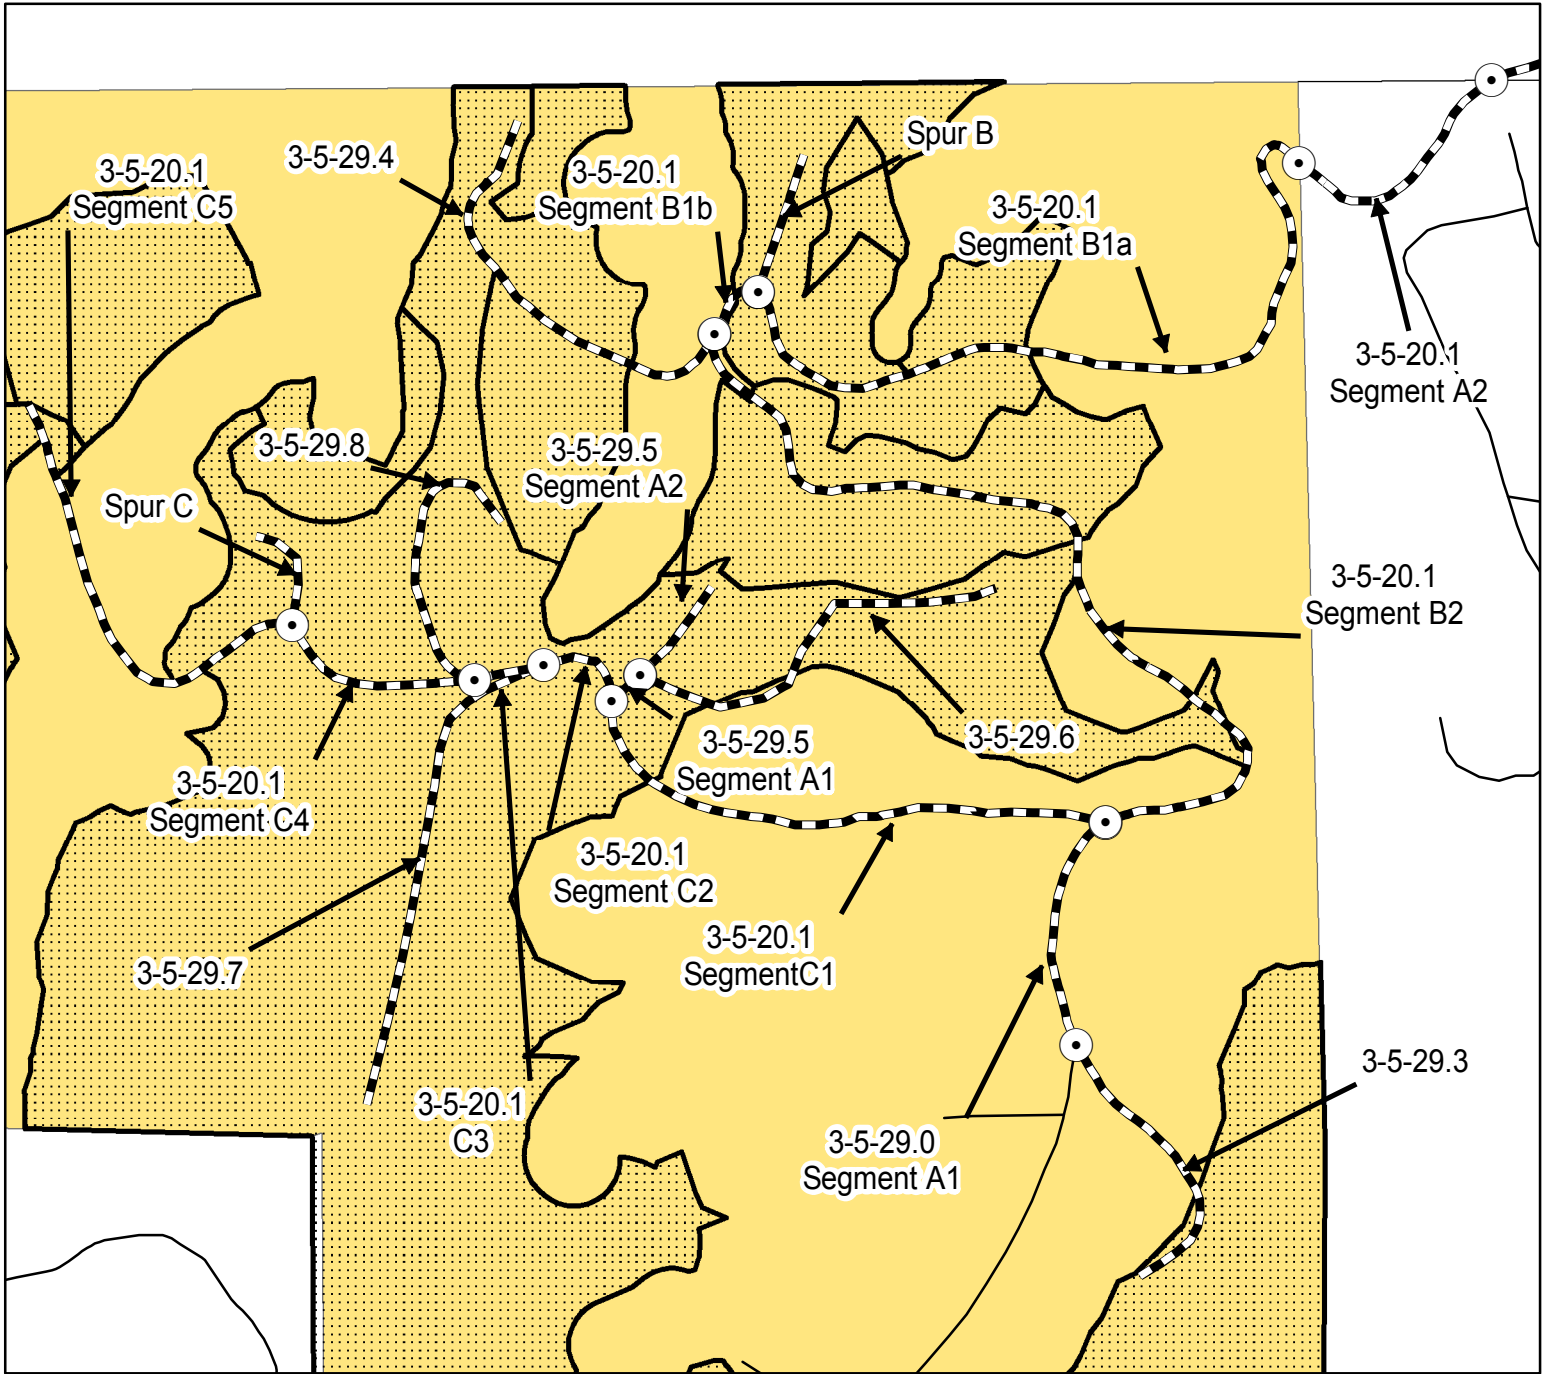 Spur B
3-5-29.4
3-5-20.1
Segment C5
3-5-20.1
Segment B1b
3-5-20.1
Segment B1a
3-5-20.1
Segment A2
3-5-29.8
3-5-29.5
Segment A2
Spur C
3-5-20.1
Segment B2
3-5-29.5
Segment A1
3-5-29.6
3-5-20.1
Segment C4
3-5-20.1
Segment C2
3-5-20.1
SegmentC1
3-5-29.7
3-5-29.3
3-5-20.1
C3
3-5-29.0
Segment A1